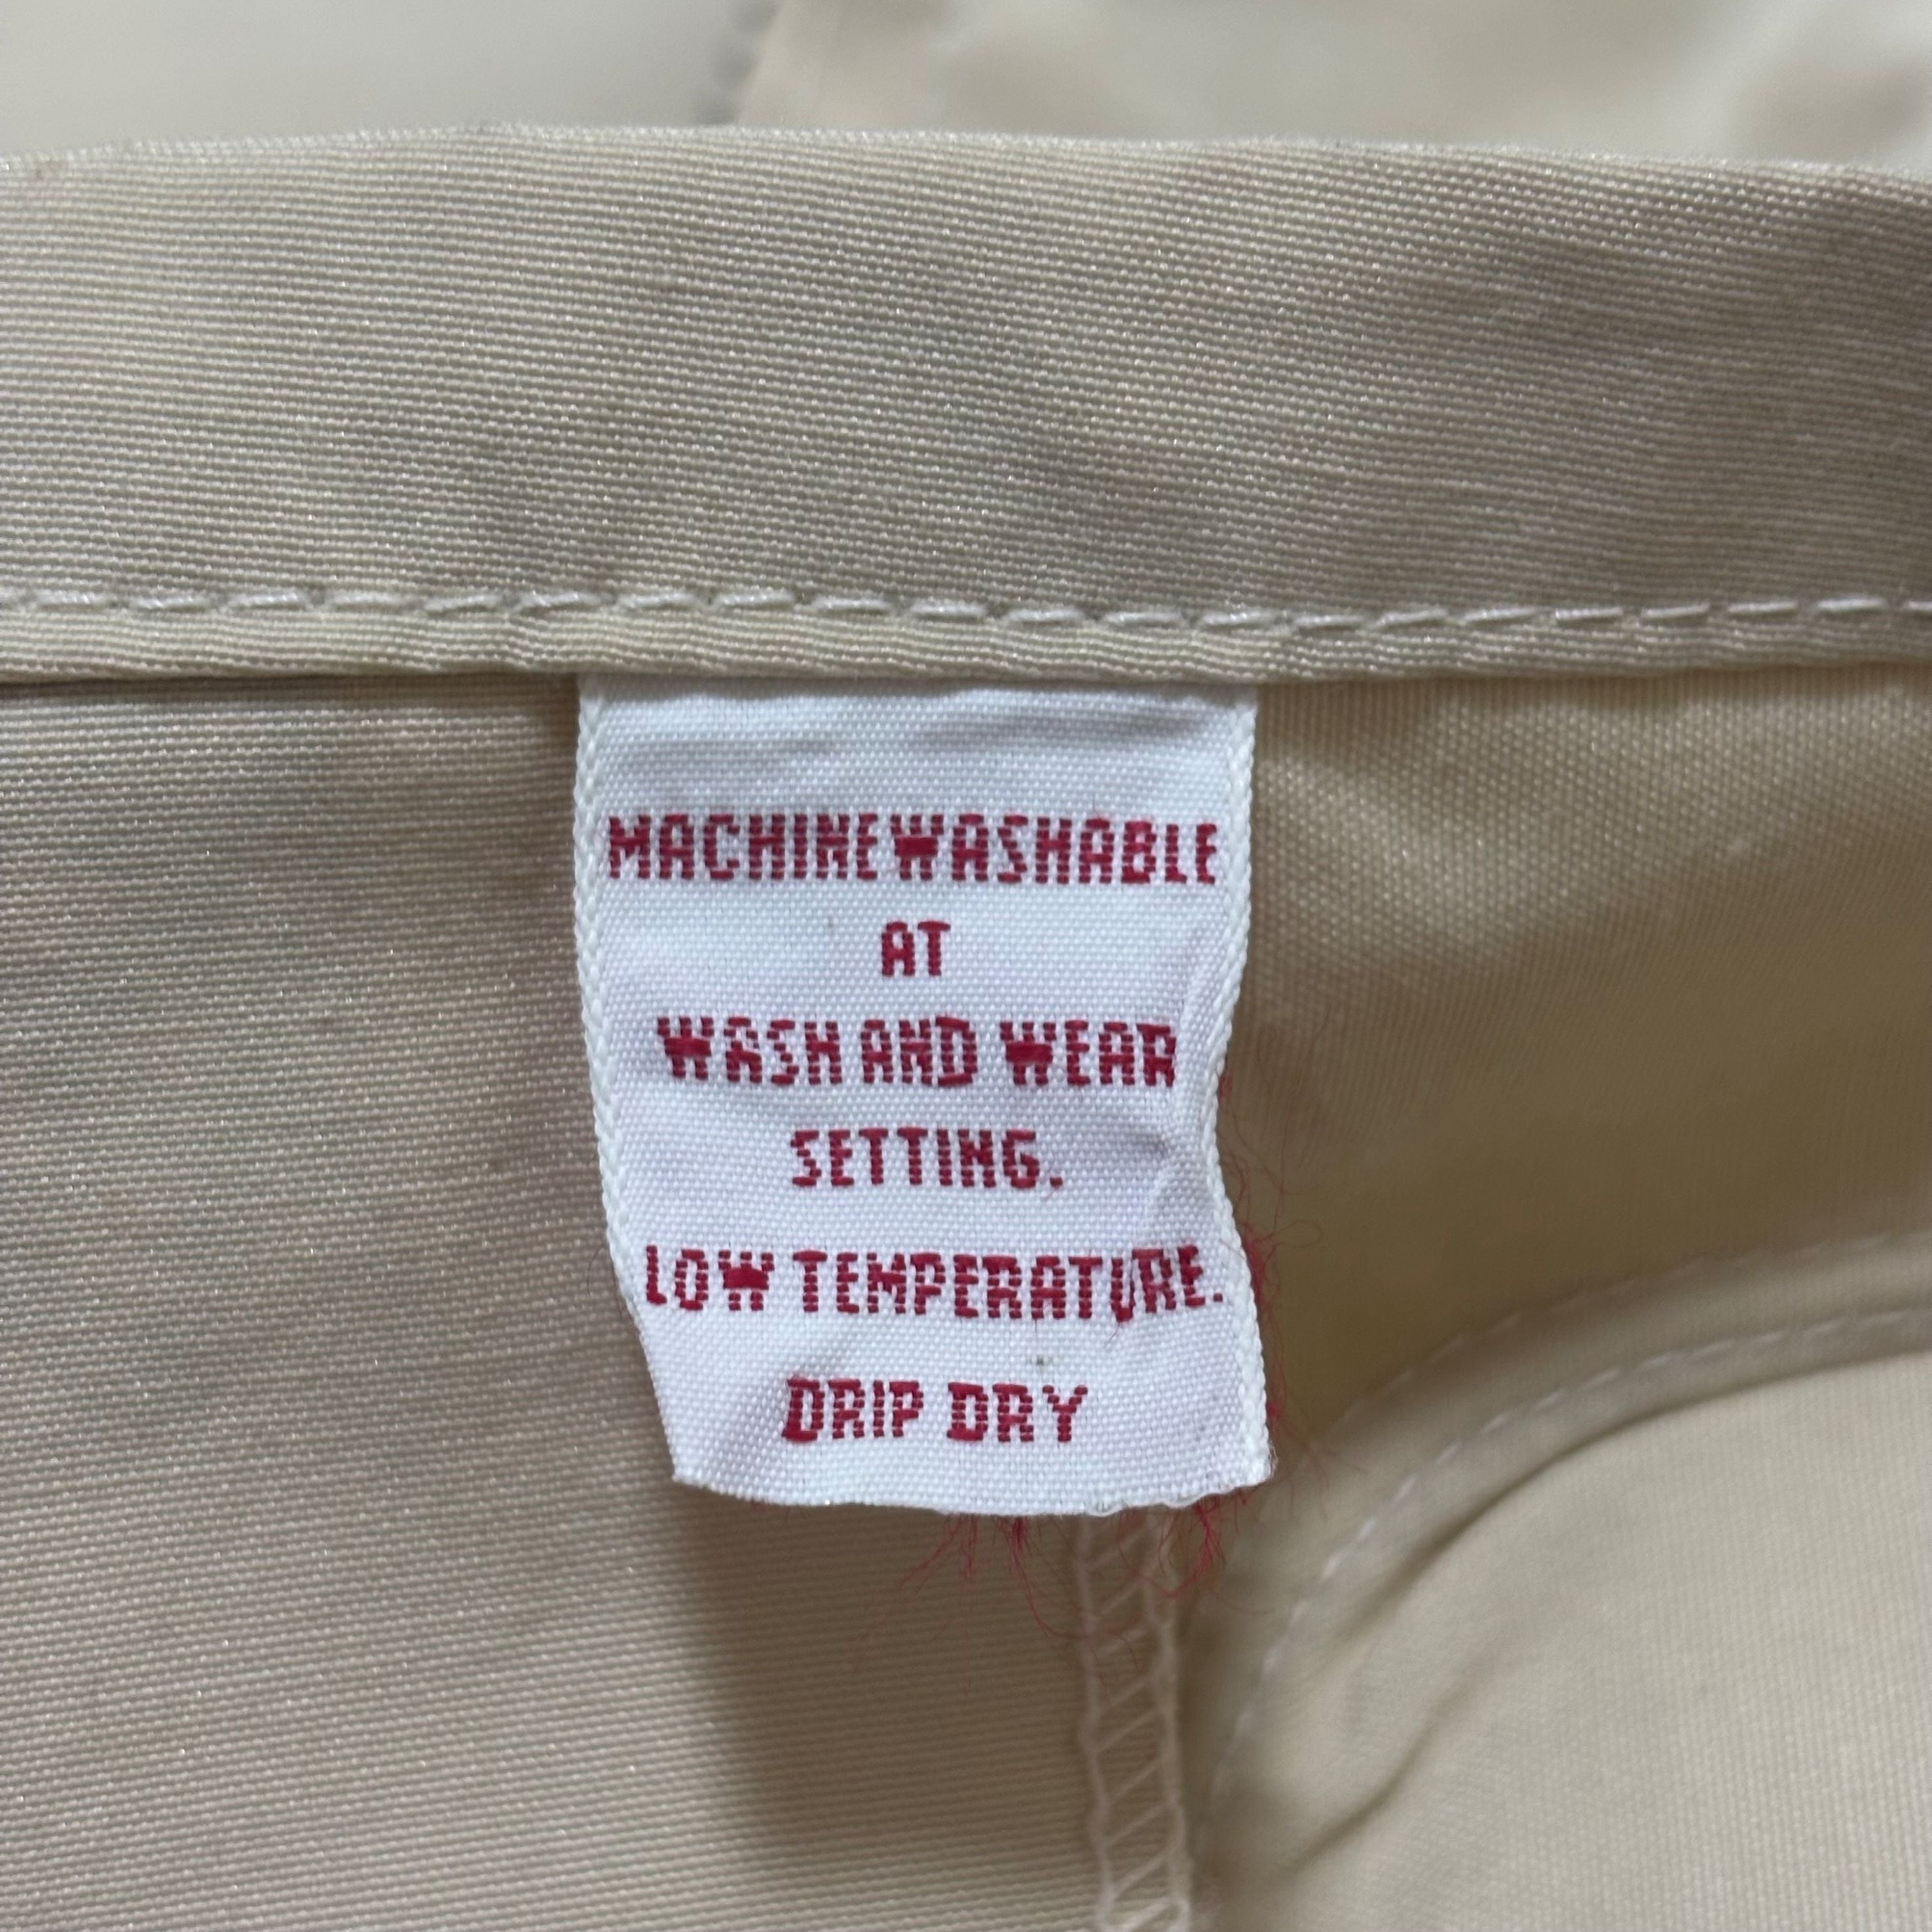 MACHINE WASHABLE
AT
WASH AND WEAR
SETTING.
LOW TEMPERATURE.
DRIP DRY